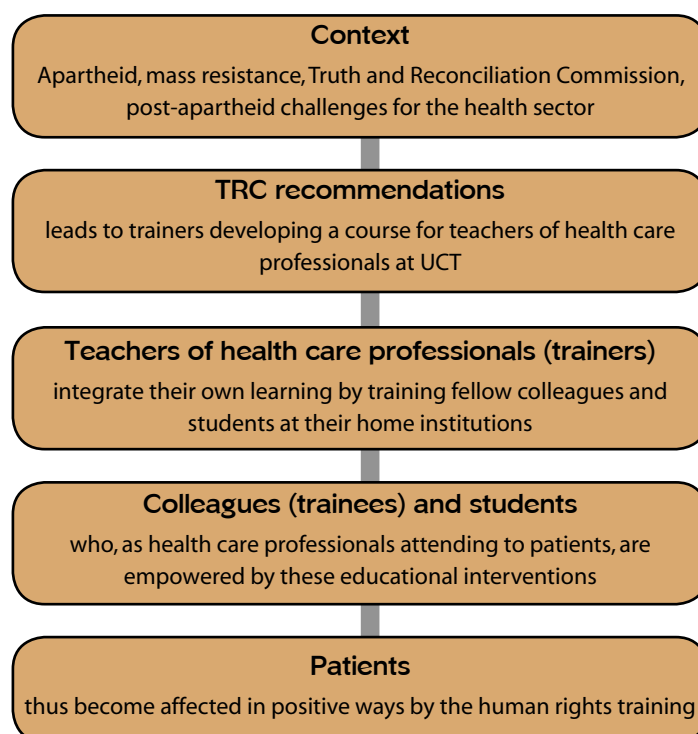 Context
Apartheid, mass resistance, Truth and Reconciliation Commission,
post-apartheid challenges for the health sector
TRC recommendations
leads to trainers developing a course for teachers of health care
professionals at UCT
Teachers of health care professionals (trainers)
integrate their own learning by training fellow colleagues and
students at their home institutions
Colleagues (trainees) and students
who, as health care professionals attending to patients, are
empowered by these educational interventions
Patients
thus become affected in positive ways by the human rights training